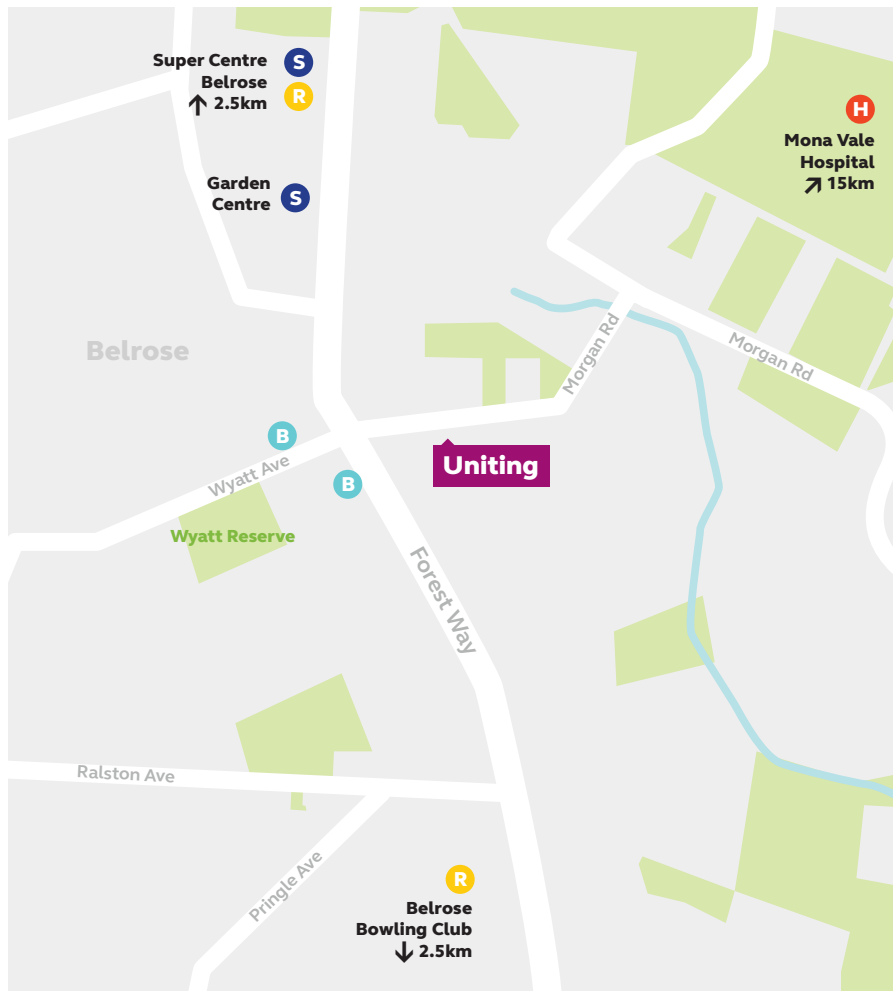 Super Centre
Belrose
↑ 2.5km
S
R
H
Mona Vale
Hospital
↗ 15km
Garden
Centre
S
Belrose
Morgan Rd
Morgan Rd
B
Wyatt Ave
B
Uniting
Wyatt Reserve
Forest Way
Ralston Ave
Pringle Ave
R
Belrose
Bowling Club
↓ 2.5km